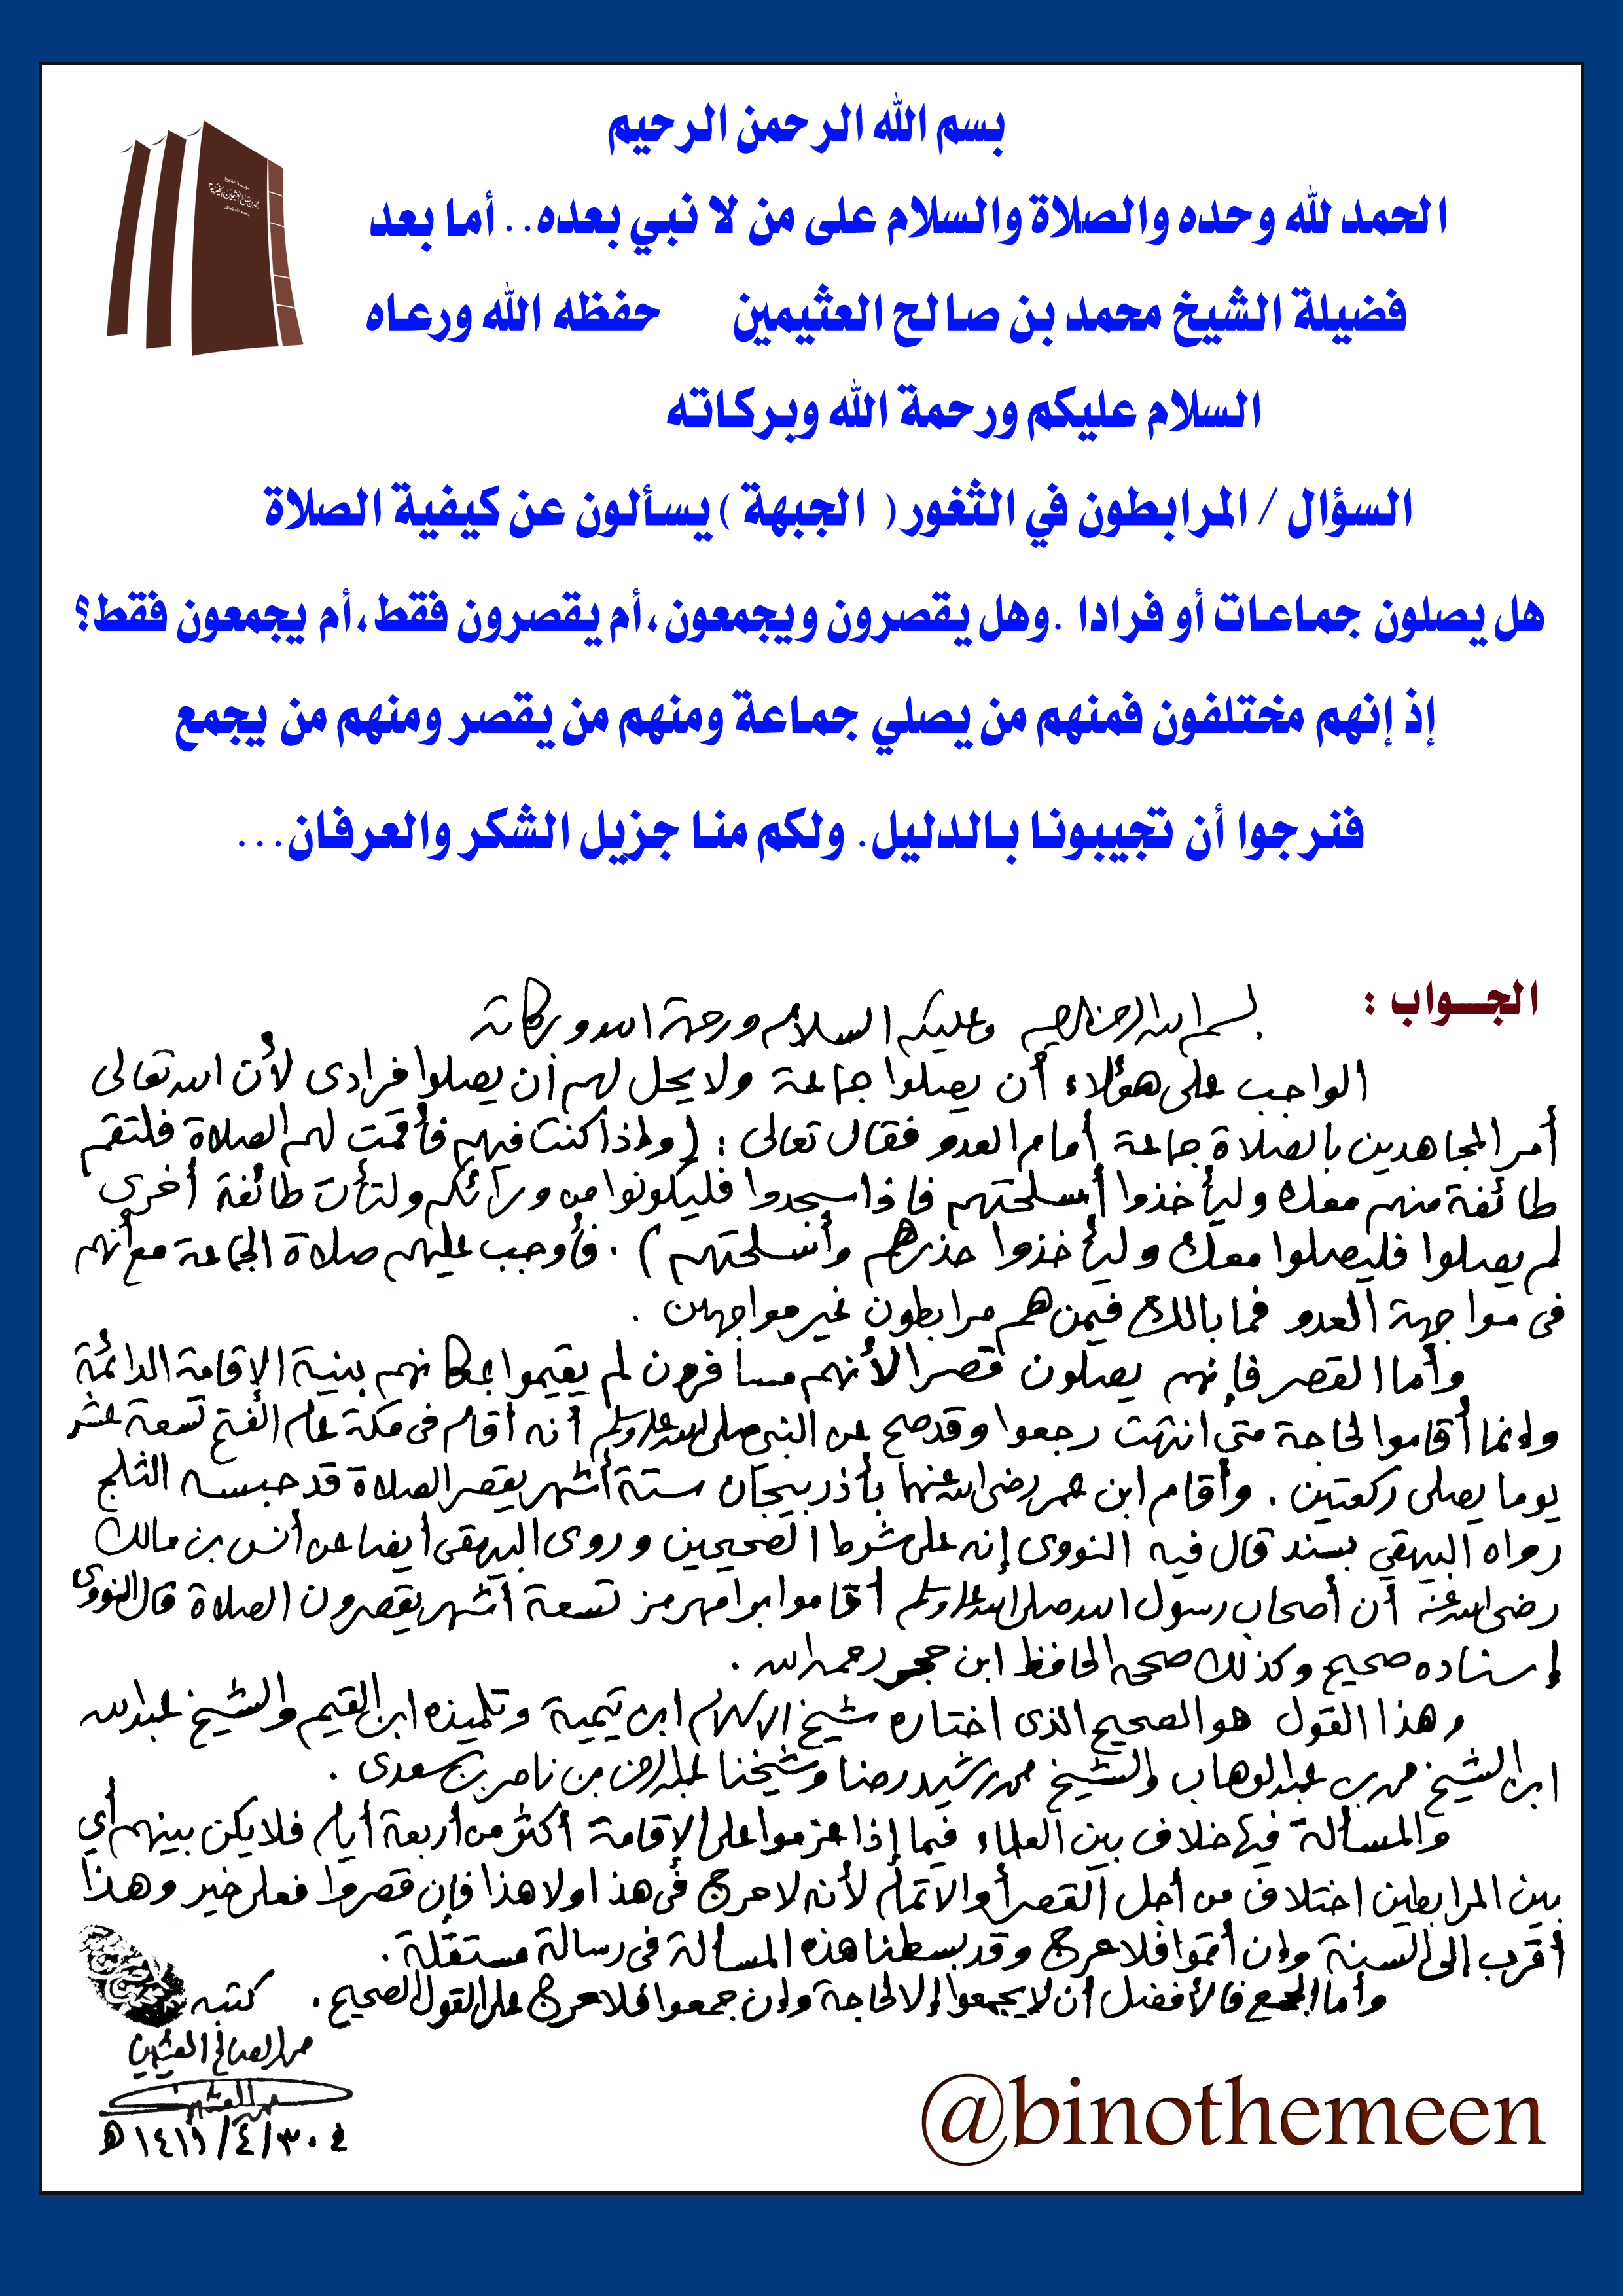 بسم الله الرحمن الرحيم
الحمد لله وحده والصلاة والسلام على من لا نبي بعده.. أما بعد
فضيلة الشيخ محمد بن صالح العثيمين حفظه الله ورعاه
السلام عليكم ورحمة الله وبركاته
السؤال / المرابطون في الثغور ( الجبهة ) يسألون عن كيفية الصلاة
هل يصلون جماعات أو فرادا .وهل يقصرون ويجمعون،أم يقصرون فقط،أم يجمعون فقط؟
إذ إنهم مختلفون فمنهم من يصلي جماعة ومنهم من يقصر ومنهم من يجمع
فنرجوا أن تجيبونا بالدليل. ولكم منا جزيل الشكر والعرفان...
الجــواب :
بسم الله الرحمن الرحيم وعليكم السلام ورحمة الله وبركاته
الواجب على هؤلاء أن يصلوا جماعة ولا يحل لهم أن يصلوا فرادى لأن الله تعالى
أمر المجاهدين بالصلاة جماعة أمام العدو فقال تعالى : ( وإذا كنت فيهم فأقمت لهم الصلاة فلتقم
طائفة منهم معك وليأخذوا أسلحتهم فإذا سجدوا فليكونوا من ورائكم ولتأت طائفة أخرى
لم يصلوا فليصلوا معك وليأخذوا حذرهم وأسلحتهم ) . فأوجب عليهم صلاة الجماعة مع أنهم
في مواجهة العدو فما بالك فيمن هم مرابطون غير مواجهين .
وأما القصر فإنهم يصلون قصرا لأنهم مسافرون لم يقيموا بمكانهم بنية الإقامة الدائمة
وإنما أقاموا لحاجة متى انتهت رجعوا وقد صح عن النبي صلى الله عليه وسلم أنه أقام في مكة عام الفتح تسعة عشر
يوما يصلي ركعتين . وأقام ابن عمر رضي الله عنهما بأذربيجان ستة أشهر يقصر الصلاة قد حبسه الثلج
رواه البيهقي بسند قال فيه النووي إنه على شرط الصحيحين وروى البيهقي أيضا عن أنس بن مالك
رضي الله عنه أن أصحاب رسول الله صلى الله عليه وسلم أقاموا برامهرمز تسعة أشهر يقصرون الصلاة قال النووي
إسناده صحيح وكذلك صححه الحافظ ابن حجر رحمه الله .
وهذا القول هو الصحيح الذي اختاره شيخ الاسلام ابن تيمية وتلميذه ابن القيم والشيخ عبدالله
ابن الشيخ محمد بن عبدالوهاب والشيخ محمد رشيد رضا وشيخنا عبدالرحمن بن ناصر بن سعدي .
والمسألة فيها خلاف بين العلماء فيما إذا عزموا على الإقامة أكثر من أربعة أيام فلا يكن بينهم أي
بين المرابطين اختلاف من أجل القصر أو الاتمام لأنه لا حرج في هذا ولا هذا فإن قصروا فعلى خير وهذا
أقرب إلى السنة وإن أتموا فلا حرج وقد بسطنا هذه المسألة في رسالة مستقلة .
وأما الجمع فالأفضل أن لا يجمعوا إلا لحاجة وإن جمعوا فلا حرج على القول الصحيح .
كتبه
محمد الصالح العثيمين
في ٣٠/٤/١٤١٩هـ
@binothemeen